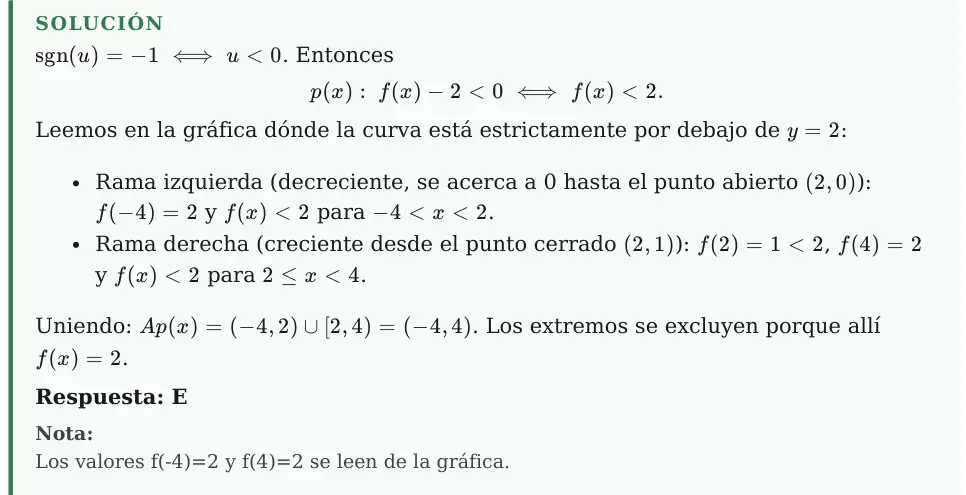 SOLUCIÓN
sgn(u) = −1 ⟺ u < 0. Entonces
p(x) : f(x) − 2 < 0 ⟺ f(x) < 2.
Leemos en la gráfica dónde la curva está estrictamente por debajo de y = 2:
• Rama izquierda (decreciente, se acerca a 0 hasta el punto abierto (2, 0)):
f(−4) = 2 y f(x) < 2 para −4 < x < 2.
• Rama derecha (creciente desde el punto cerrado (2, 1)): f(2) = 1 < 2, f(4) = 2
y f(x) < 2 para 2 ≤ x < 4.
Uniendo: Ap(x) = (−4, 2) ∪ [2, 4) = (−4, 4). Los extremos se excluyen porque allí
f(x) = 2.
Respuesta: E
Nota:
Los valores f(-4)=2 y f(4)=2 se leen de la gráfica.